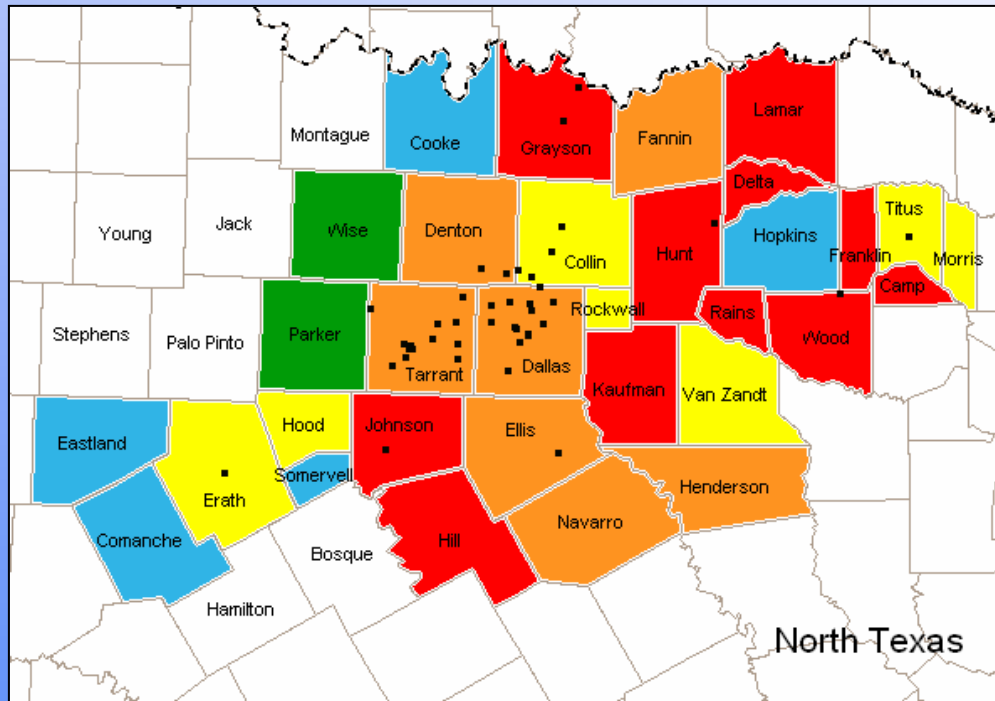 Lamar
Montague
Cooke
Grayson
Fannin
Delta
Titus
Young
Jack
Wise
Denton
Collin
Hunt
Hopkins
Franklin
Morris
Camp
Stephens
Palo Pinto
Parker
Tarrant
Dallas
Rockwall
Rains
Wood
Kaufman
Van Zandt
Eastland
Hood
Johnson
Ellis
Somervell
Erath
Henderson
Comanche
Bosque
Hill
Navarro
Hamilton
North Texas